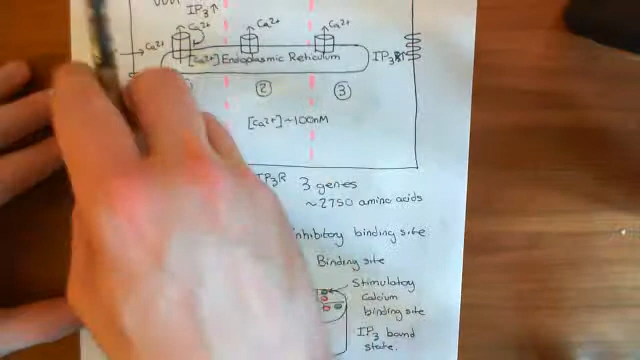 IP3↑
Ca2+
Ca2+
Ca2+
Ca2+
[Ca2+] Endoplasmic Reticulum
IP3R↑
②
③
[Ca2+]~100nM
IP3R 3 genes
~2750 amino acids
inhibitory binding site
Binding site
Stimulatory
Calcium
binding site
IP3 bound
state.